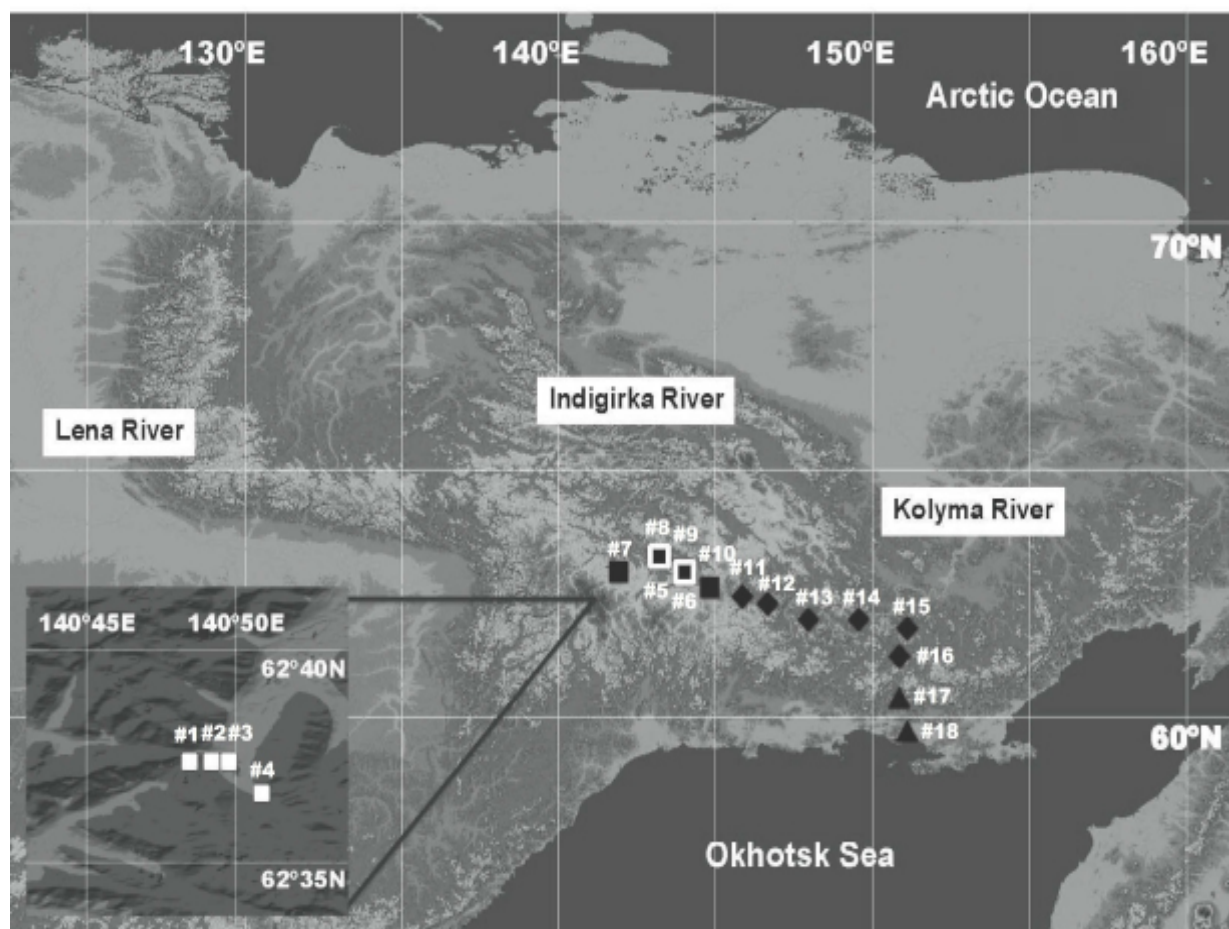 130°E 140°E 150°E 160°E
Arctic Ocean
70°N
Indigirka River
Lena River
Kolyma River
#8 #9
#7 #10
#11
#5 #6 #12 #13 #14 #15
#16
#17
#18
60°N
140°45E 140°50E
62°40N
#1 #2 #3
#4
62°35N
Okhotsk Sea